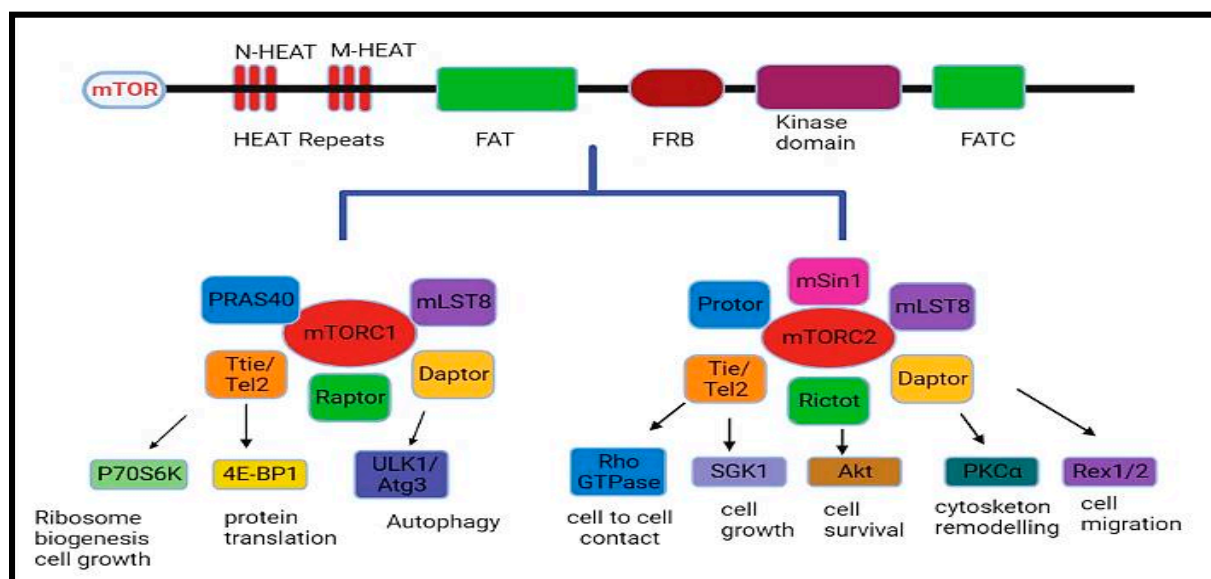 N-HEAT
M-HEAT
mTOR
HEAT Repeats
FAT
FRB
Kinase
domain
FATC
PRAS40
mLST8
mTORC1
Ttie/
Tel2
Raptor
Daptor
mSin1
Protor
mLST8
mTORC2
Tie/
Tel2
Rictot
Daptor
P70S6K
4E-BP1
ULK1/
Atg3
Rho
GTPase
SGK1
Akt
PKCα
Rex1/2
Ribosome
biogenesis
cell growth
protein
translation
Autophagy
cell to cell
contact
cell
growth
cell
survival
cytosketon
remodelling
cell
migration